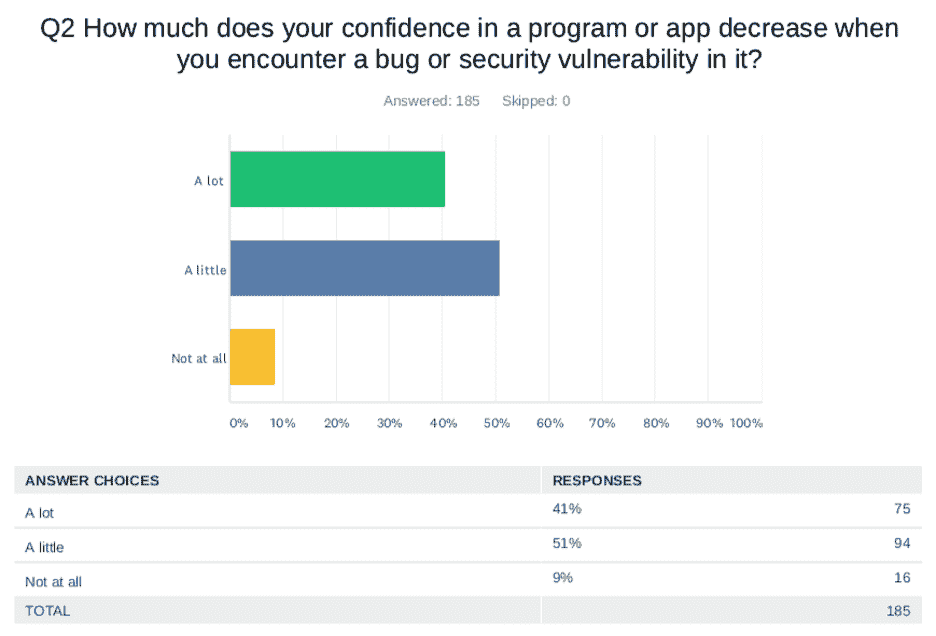 Q2 How much does your confidence in a program or app decrease when
you encounter a bug or security vulnerability in it?
Answered: 185 Skipped: 0
A lot
A little
Not at all
0% 10% 20% 30% 40% 50% 60% 70% 80% 90% 100%
ANSWER CHOICES RESPONSES
A lot 41% 75
A little 51% 94
Not at all 9% 16
TOTAL 185